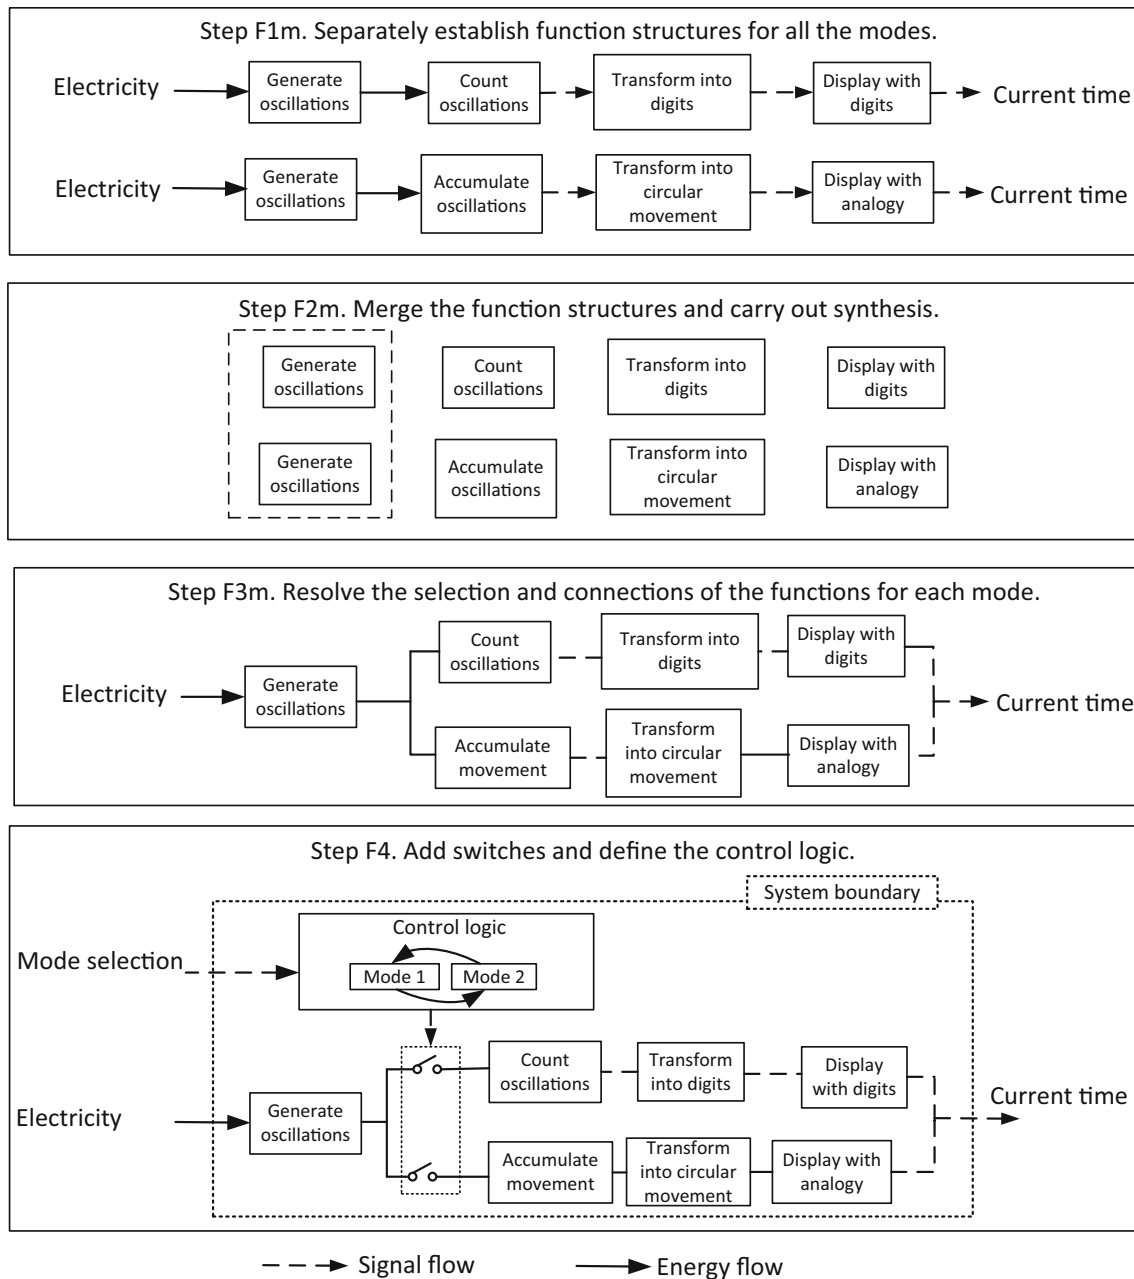 Step F1m. Separately establish function structures for all the modes.
Electricity
Generate
oscillations
Count
oscillations
Transform into
digits
Display with
digits
Current time
Electricity
Generate
oscillations
Accumulate
oscillations
Transform into
circular
movement
Display with
analogy
Current time
Step F2m. Merge the function structures and carry out synthesis.
Generate
oscillations
Count
oscillations
Transform into
digits
Display with
digits
Generate
oscillations
Accumulate
oscillations
Transform into
circular
movement
Display with
analogy
Step F3m. Resolve the selection and connections of the functions for each mode.
Electricity
Generate
oscillations
Count
oscillations
Transform into
digits
Display with
digits
Accumulate
movement
Transform
into circular
movement
Display with
analogy
Current time
Step F4. Add switches and define the control logic.
System boundary
Mode selection
Control logic
Mode 1
Mode 2
Electricity
Generate
oscillations
Count
oscillations
Transform
into digits
Display
with digits
Accumulate
movement
Transform
into circular
movement
Display with
analogy
Current time
Signal flow
Energy flow